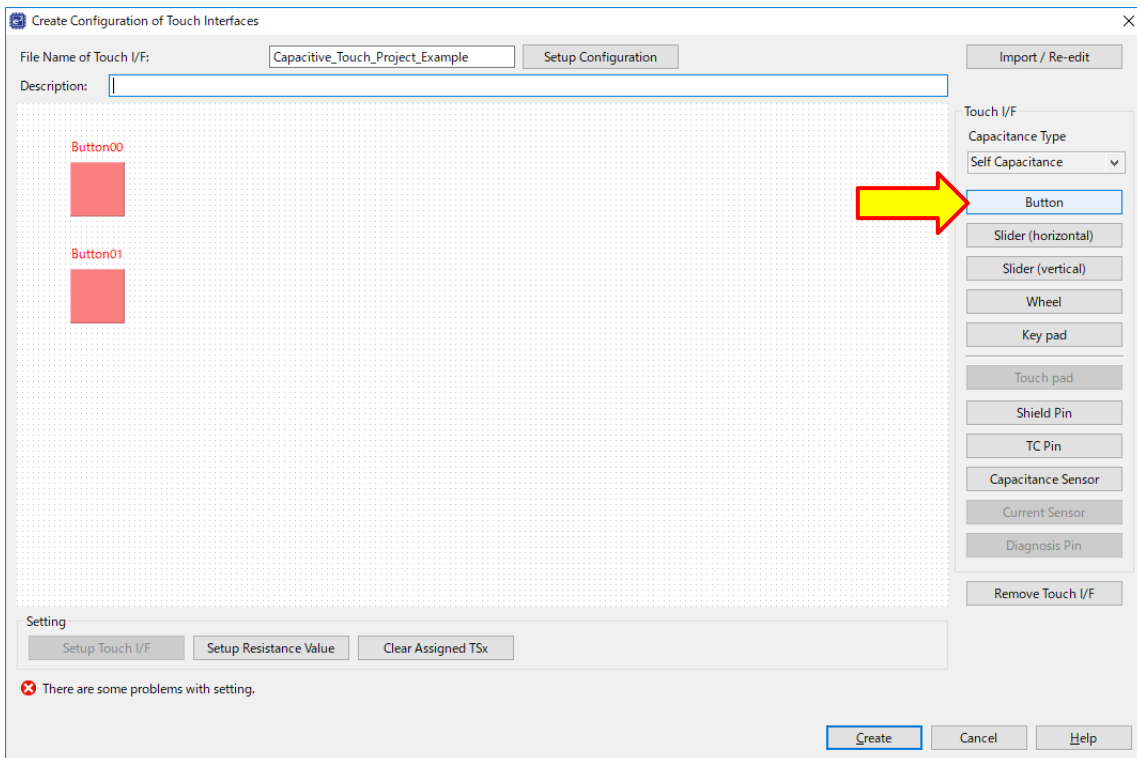 Create Configuration of Touch Interfaces
File Name of Touch I/F:
Capacitive_Touch_Project_Example
Setup Configuration
Import / Re-edit
Description:
Touch I/F
Capacitance Type
Self Capacitance
Button00
Button01
Button
Slider (horizontal)
Slider (vertical)
Wheel
Key pad
Touch pad
Shield Pin
TC Pin
Capacitance Sensor
Current Sensor
Diagnosis Pin
Remove Touch I/F
Setting
Setup Touch I/F
Setup Resistance Value
Clear Assigned TSx
There are some problems with setting.
Create
Cancel
Help